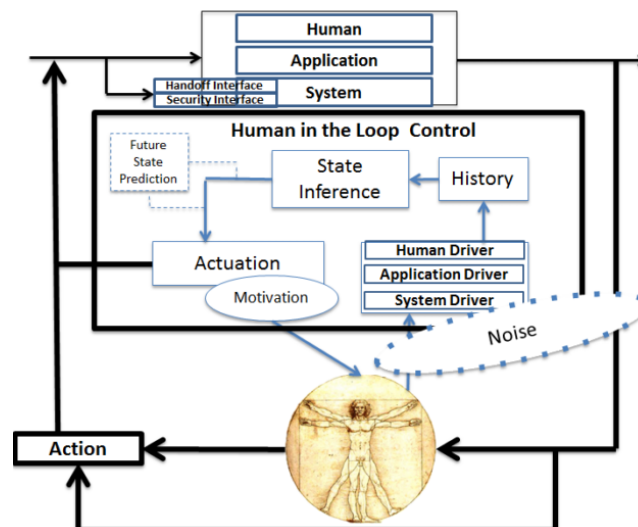 Human
Application
System
Handoff Interface
Security Interface
Human in the Loop Control
Future
State
Prediction
State
Inference
History
Actuation
Motivation
Human Driver
Application Driver
System Driver
Noise
Action